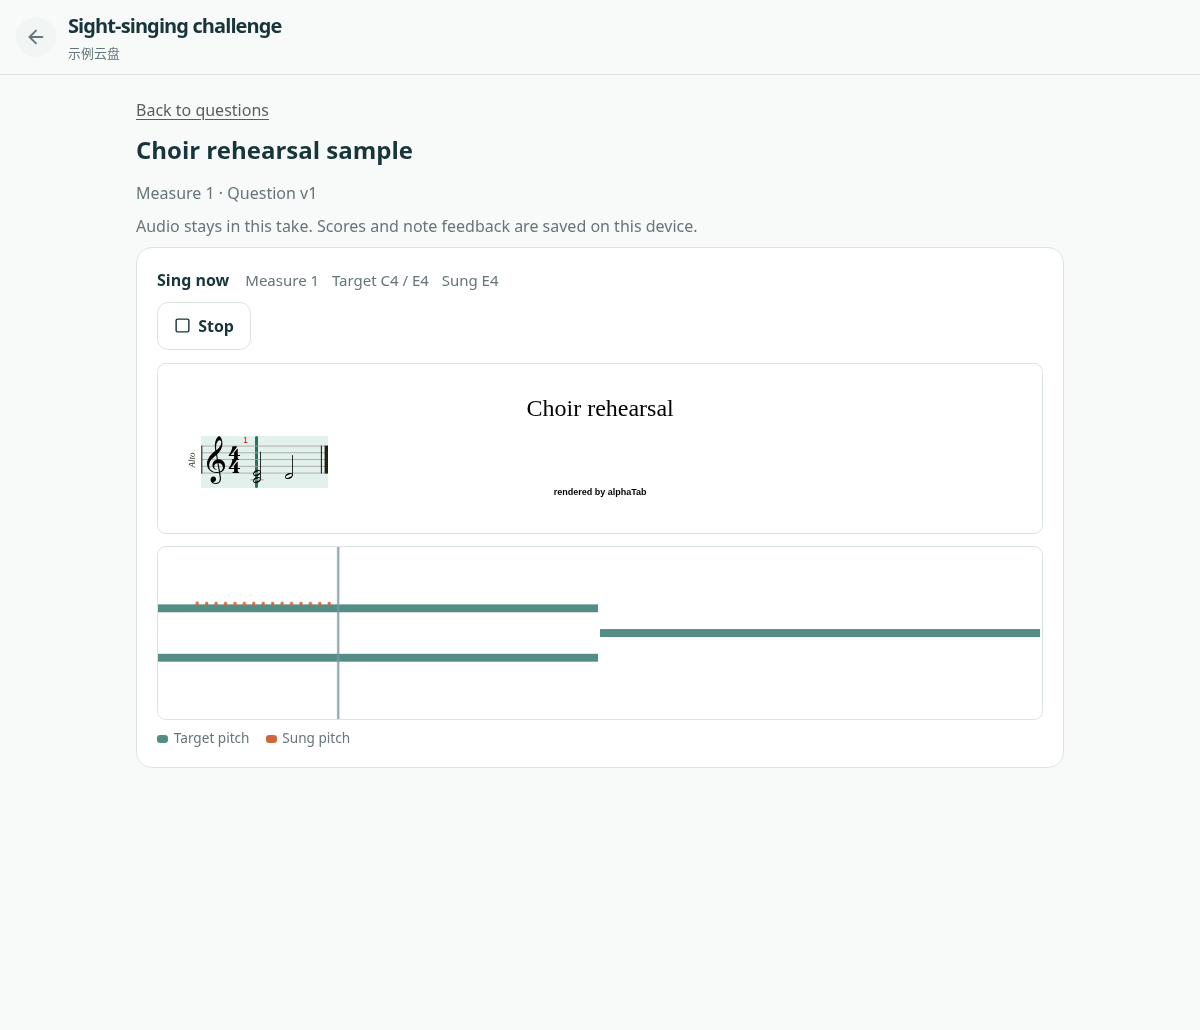 Sight-singing challenge
示例云盘
Back to questions
Choir rehearsal sample
Measure 1 · Question v1
Audio stays in this take. Scores and note feedback are saved on this device.
Sing now Measure 1 Target C4 / E4 Sung E4
Stop
Choir rehearsal
1
Alto
4
4
rendered by alphaTab
Target pitch Sung pitch